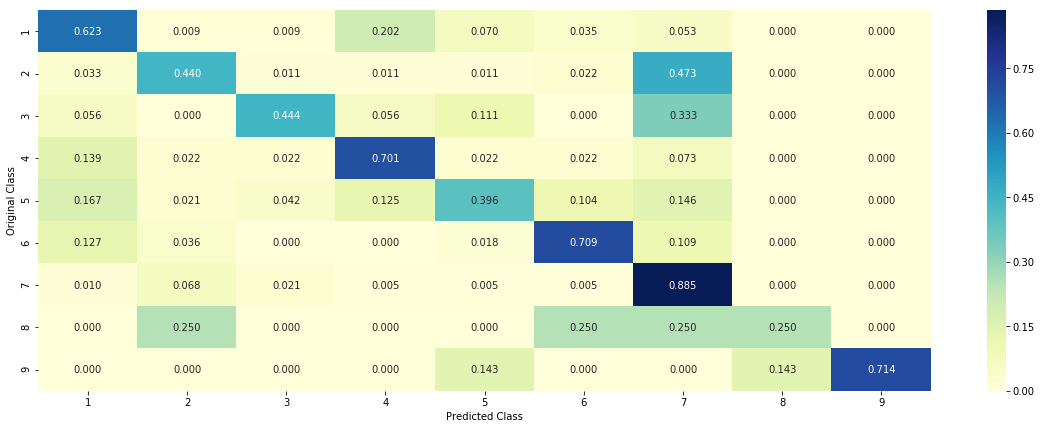 1 0.623 0.009 0.009 0.202 0.070 0.035 0.053 0.000 0.000
2 0.033 0.440 0.011 0.011 0.011 0.022 0.473 0.000 0.000
3 0.056 0.000 0.444 0.056 0.111 0.000 0.333 0.000 0.000
4 0.139 0.022 0.022 0.701 0.022 0.022 0.073 0.000 0.000
5 0.167 0.021 0.042 0.125 0.396 0.104 0.146 0.000 0.000
6 0.127 0.036 0.000 0.000 0.018 0.709 0.109 0.000 0.000
7 0.010 0.068 0.021 0.005 0.005 0.005 0.885 0.000 0.000
8 0.000 0.250 0.000 0.000 0.000 0.250 0.250 0.250 0.000
9 0.000 0.000 0.000 0.000 0.143 0.000 0.000 0.143 0.714
1 2 3 4 5 6 7 8 9
Predicted Class
Original Class
0.75
0.60
0.45
0.30
0.15
0.00